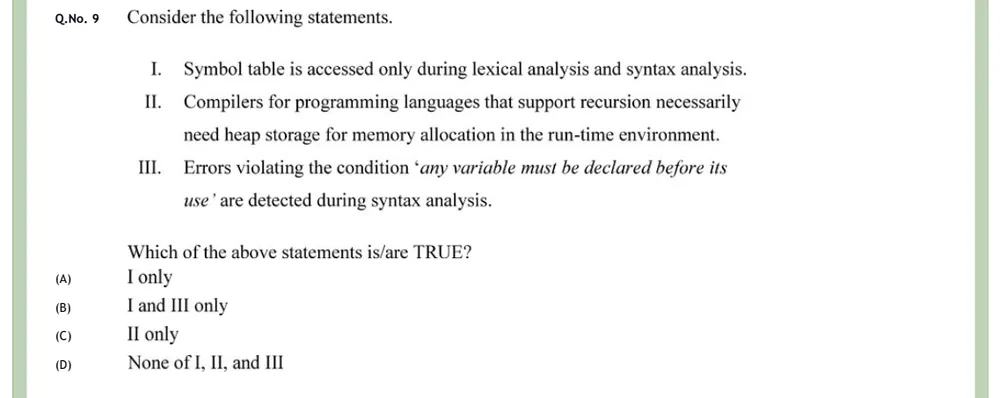 Q.No. 9 Consider the following statements.
I. Symbol table is accessed only during lexical analysis and syntax analysis.
II. Compilers for programming languages that support recursion necessarily
need heap storage for memory allocation in the run-time environment.
III. Errors violating the condition ‘any variable must be declared before its
use’ are detected during syntax analysis.
Which of the above statements is/are TRUE?
(A) I only
(B) I and III only
(C) II only
(D) None of I, II, and III